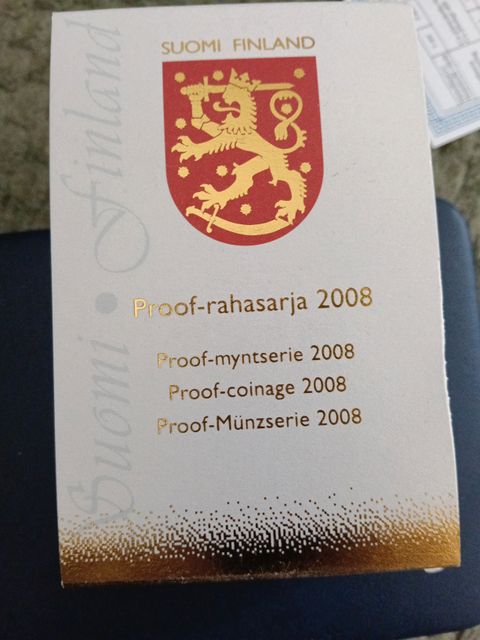 SUOMI FINLAND
Suomi • Finland
Proof-rahasarja 2008
Proof-myntserie 2008
Proof-coinage 2008
Proof-Münzserie 2008